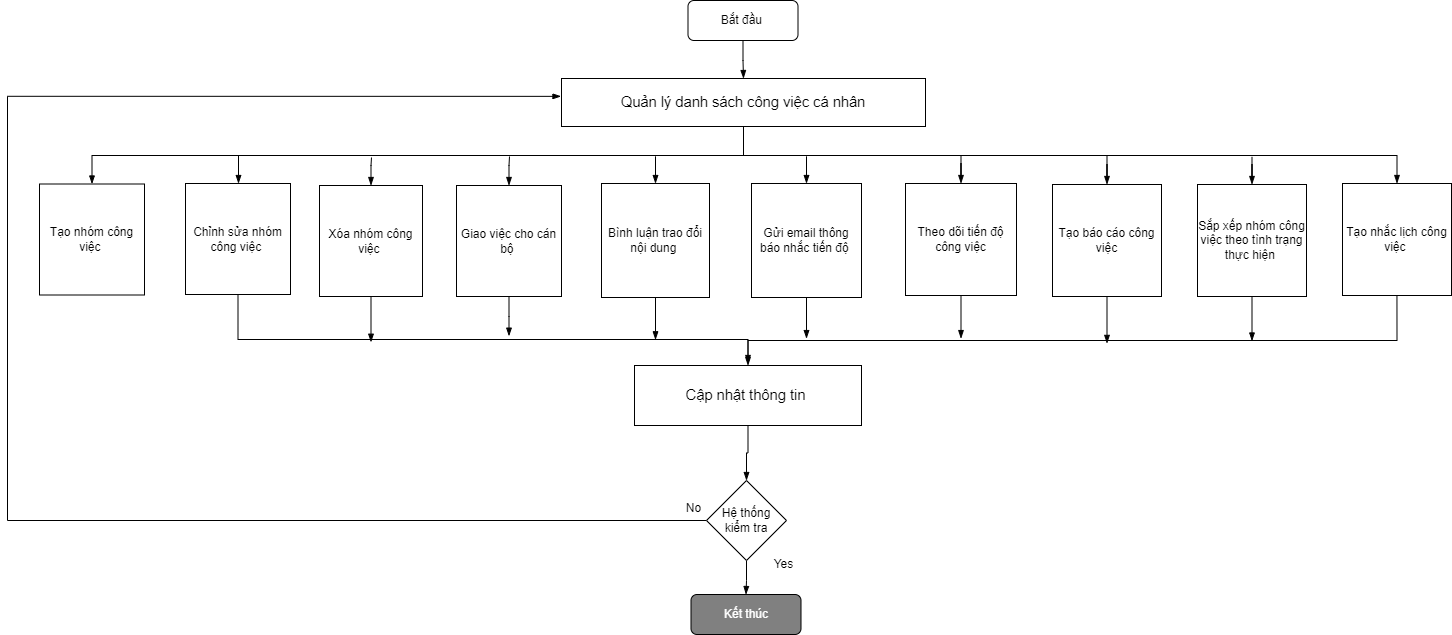 Bắt đầu
Quản lý danh sách công việc cá nhân
Tạo nhóm công
việc
Chỉnh sửa nhóm
công việc
Xóa nhóm công
việc
Giao việc cho cán
bộ
Bình luận trao đổi
nội dung
Gửi email thông
báo nhắc tiến độ
Theo dõi tiến độ
công việc
Tạo báo cáo công
việc
Sắp xếp nhóm công
việc theo tình trạng
thực hiện
Tạo nhắc lịch công
việc
Cập nhật thông tin
No
Hệ thống
kiểm tra
Yes
Kết thúc